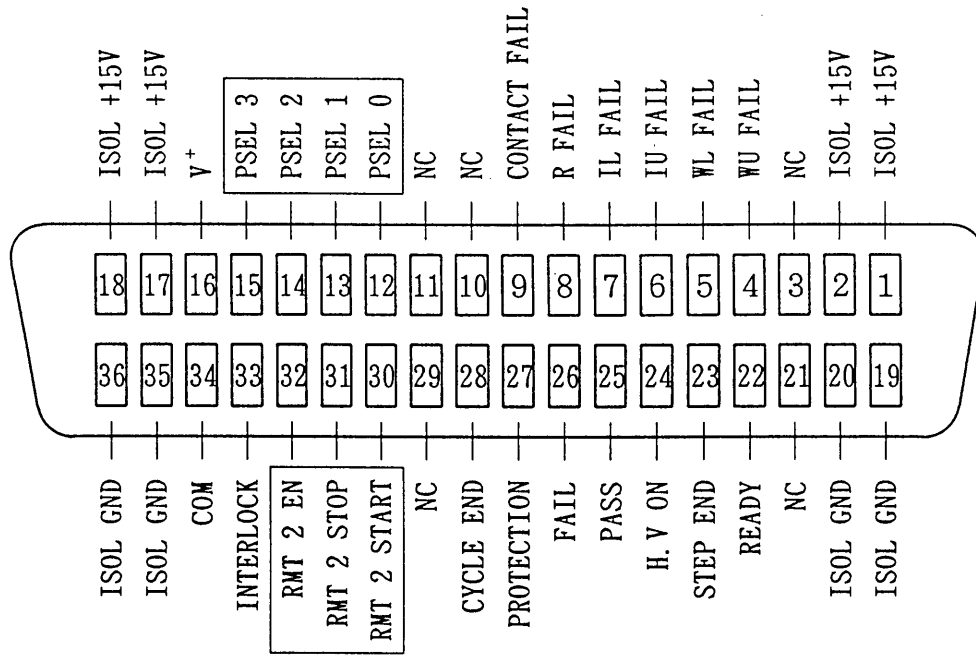 ISOL +15V
ISOL +15V
V+
PSEL 3
PSEL 2
PSEL 1
PSEL 0
NC
NC
CONTACT FAIL
R FAIL
IL FAIL
IU FAIL
WL FAIL
WU FAIL
NC
ISOL +15V
ISOL +15V
18 17 16 15 14 13 12 11 10 9 8 7 6 5 4 3 2 1
36 35 34 33 32 31 30 29 28 27 26 25 24 23 22 21 20 19
ISOL GND
ISOL GND
COM
INTERLOCK
RMT 2 EN
RMT 2 STOP
RMT 2 START
NC
CYCLE END
PROTECTION
FAIL
PASS
H.V ON
STEP END
READY
NC
ISOL GND
ISOL GND